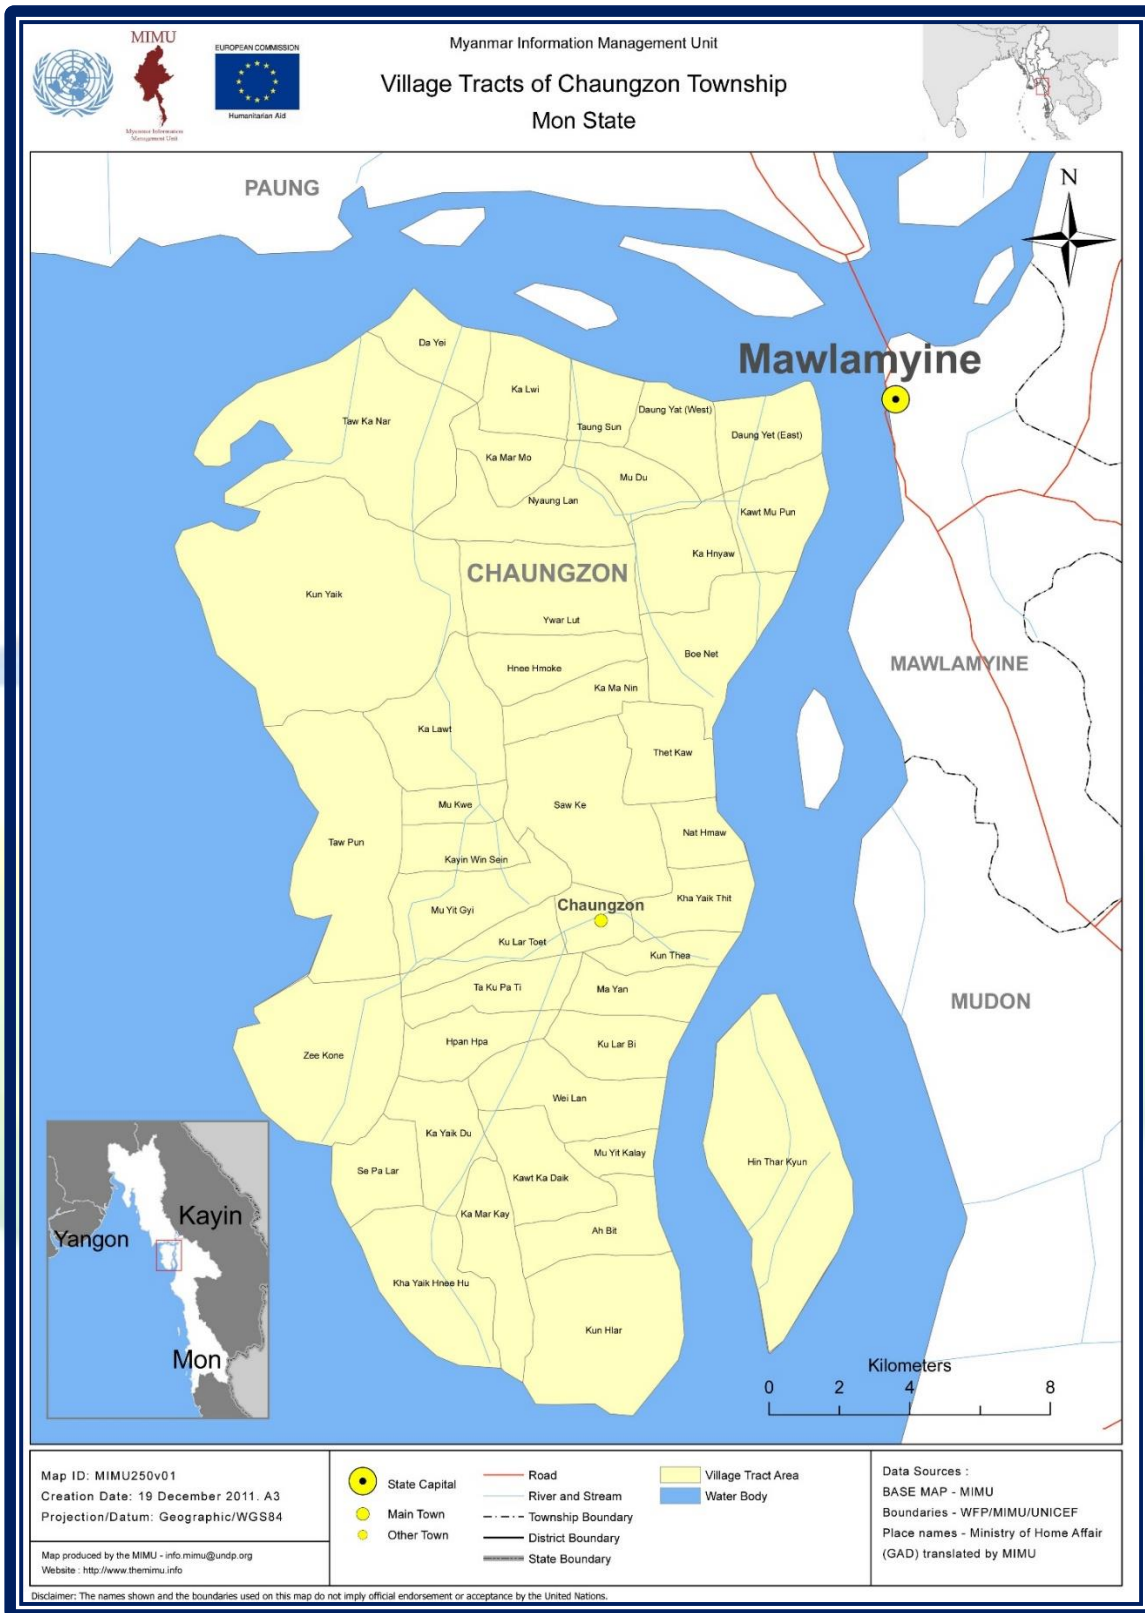 MIMU
Myanmar Information
Management Unit
EUROPEAN COMMISSION
Humanitarian Aid
Myanmar Information Management Unit
Village Tracts of Chaungzon Township
Mon State
PAUNG
N
Mawlamyine
Da Yei
Ka Lwi
Taw Ka Nar
Taung Sun
Daung Yat (West)
Daung Yet (East)
Ka Mar Mo
Mu Du
Nyaung Lan
Kawt Mu Pun
Ka Hnyaw
CHAUNGZON
Kun Yaik
Ywar Lut
Boe Net
MAWLAMYINE
Hnee Hmoke
Ka Ma Nin
Ka Lawt
Thet Kaw
Mu Kwe
Saw Ke
Nat Hmaw
Taw Pun
Kayin Win Sein
Kha Yaik Thit
Chaungzon
Mu Yit Gyi
Ku Lar Toet
Kun Thea
Ta Ku Pa Ti
Ma Yan
MUDON
Zee Kone
Hpan Hpa
Ku Lar Bi
Wei Lan
Ka Yaik Du
Mu Yit Kalay
Hin Thar Kyun
Se Pa Lar
Kawt Ka Daik
Ka Mar Kay
Ah Bit
Kha Yaik Hnee Hu
Kun Hlar
Kayin
Yangon
Mon
Kilometers
0 2 4 8
Map ID: MIMU250v01
Creation Date: 19 December 2011. A3
Projection/Datum: Geographic/WGS84
Map produced by the MIMU - info.mimu@undp.org
Website : http://www.themimu.info
State Capital
Main Town
Other Town
Road
River and Stream
Township Boundary
District Boundary
State Boundary
Village Tract Area
Water Body
Data Sources :
BASE MAP - MIMU
Boundaries - WFP/MIMU/UNICEF
Place names - Ministry of Home Affair
(GAD) translated by MIMU
Disclaimer: The names shown and the boundaries used on this map do not imply official endorsement or acceptance by the United Nations.